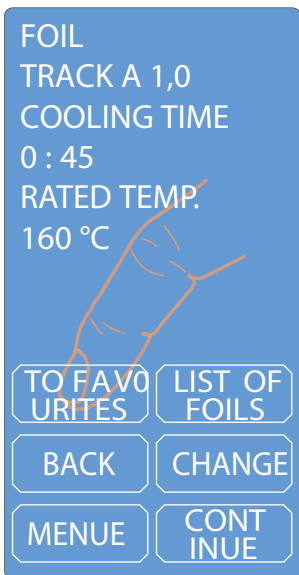 FOIL
TRACK A 1,0
COOLING TIME
0 : 45
RATED TEMP.
160 °C
TO FAV0
URITES
LIST OF
FOILS
BACK
CHANGE
MENUE
CONT
INUE